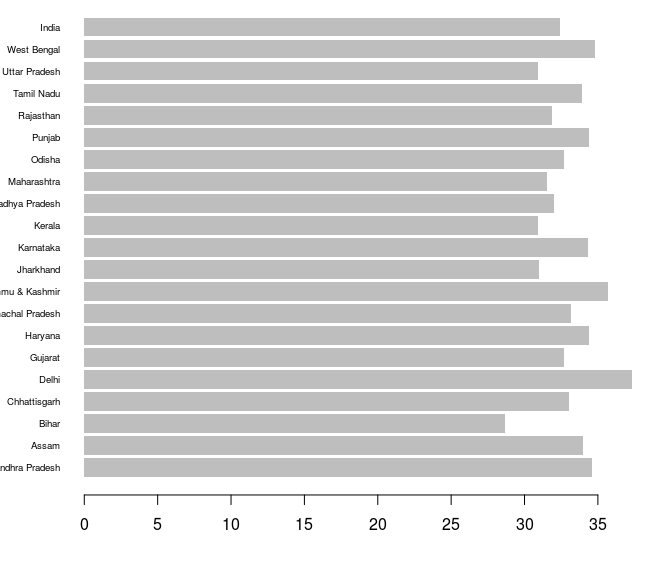 India
West Bengal
Uttar Pradesh
Tamil Nadu
Rajasthan
Punjab
Odisha
Maharashtra
adhya Pradesh
Kerala
Karnataka
Jharkhand
mu & Kashmir
achal Pradesh
Haryana
Gujarat
Delhi
Chhattisgarh
Bihar
Assam
ndhra Pradesh
0 5 10 15 20 25 30 35